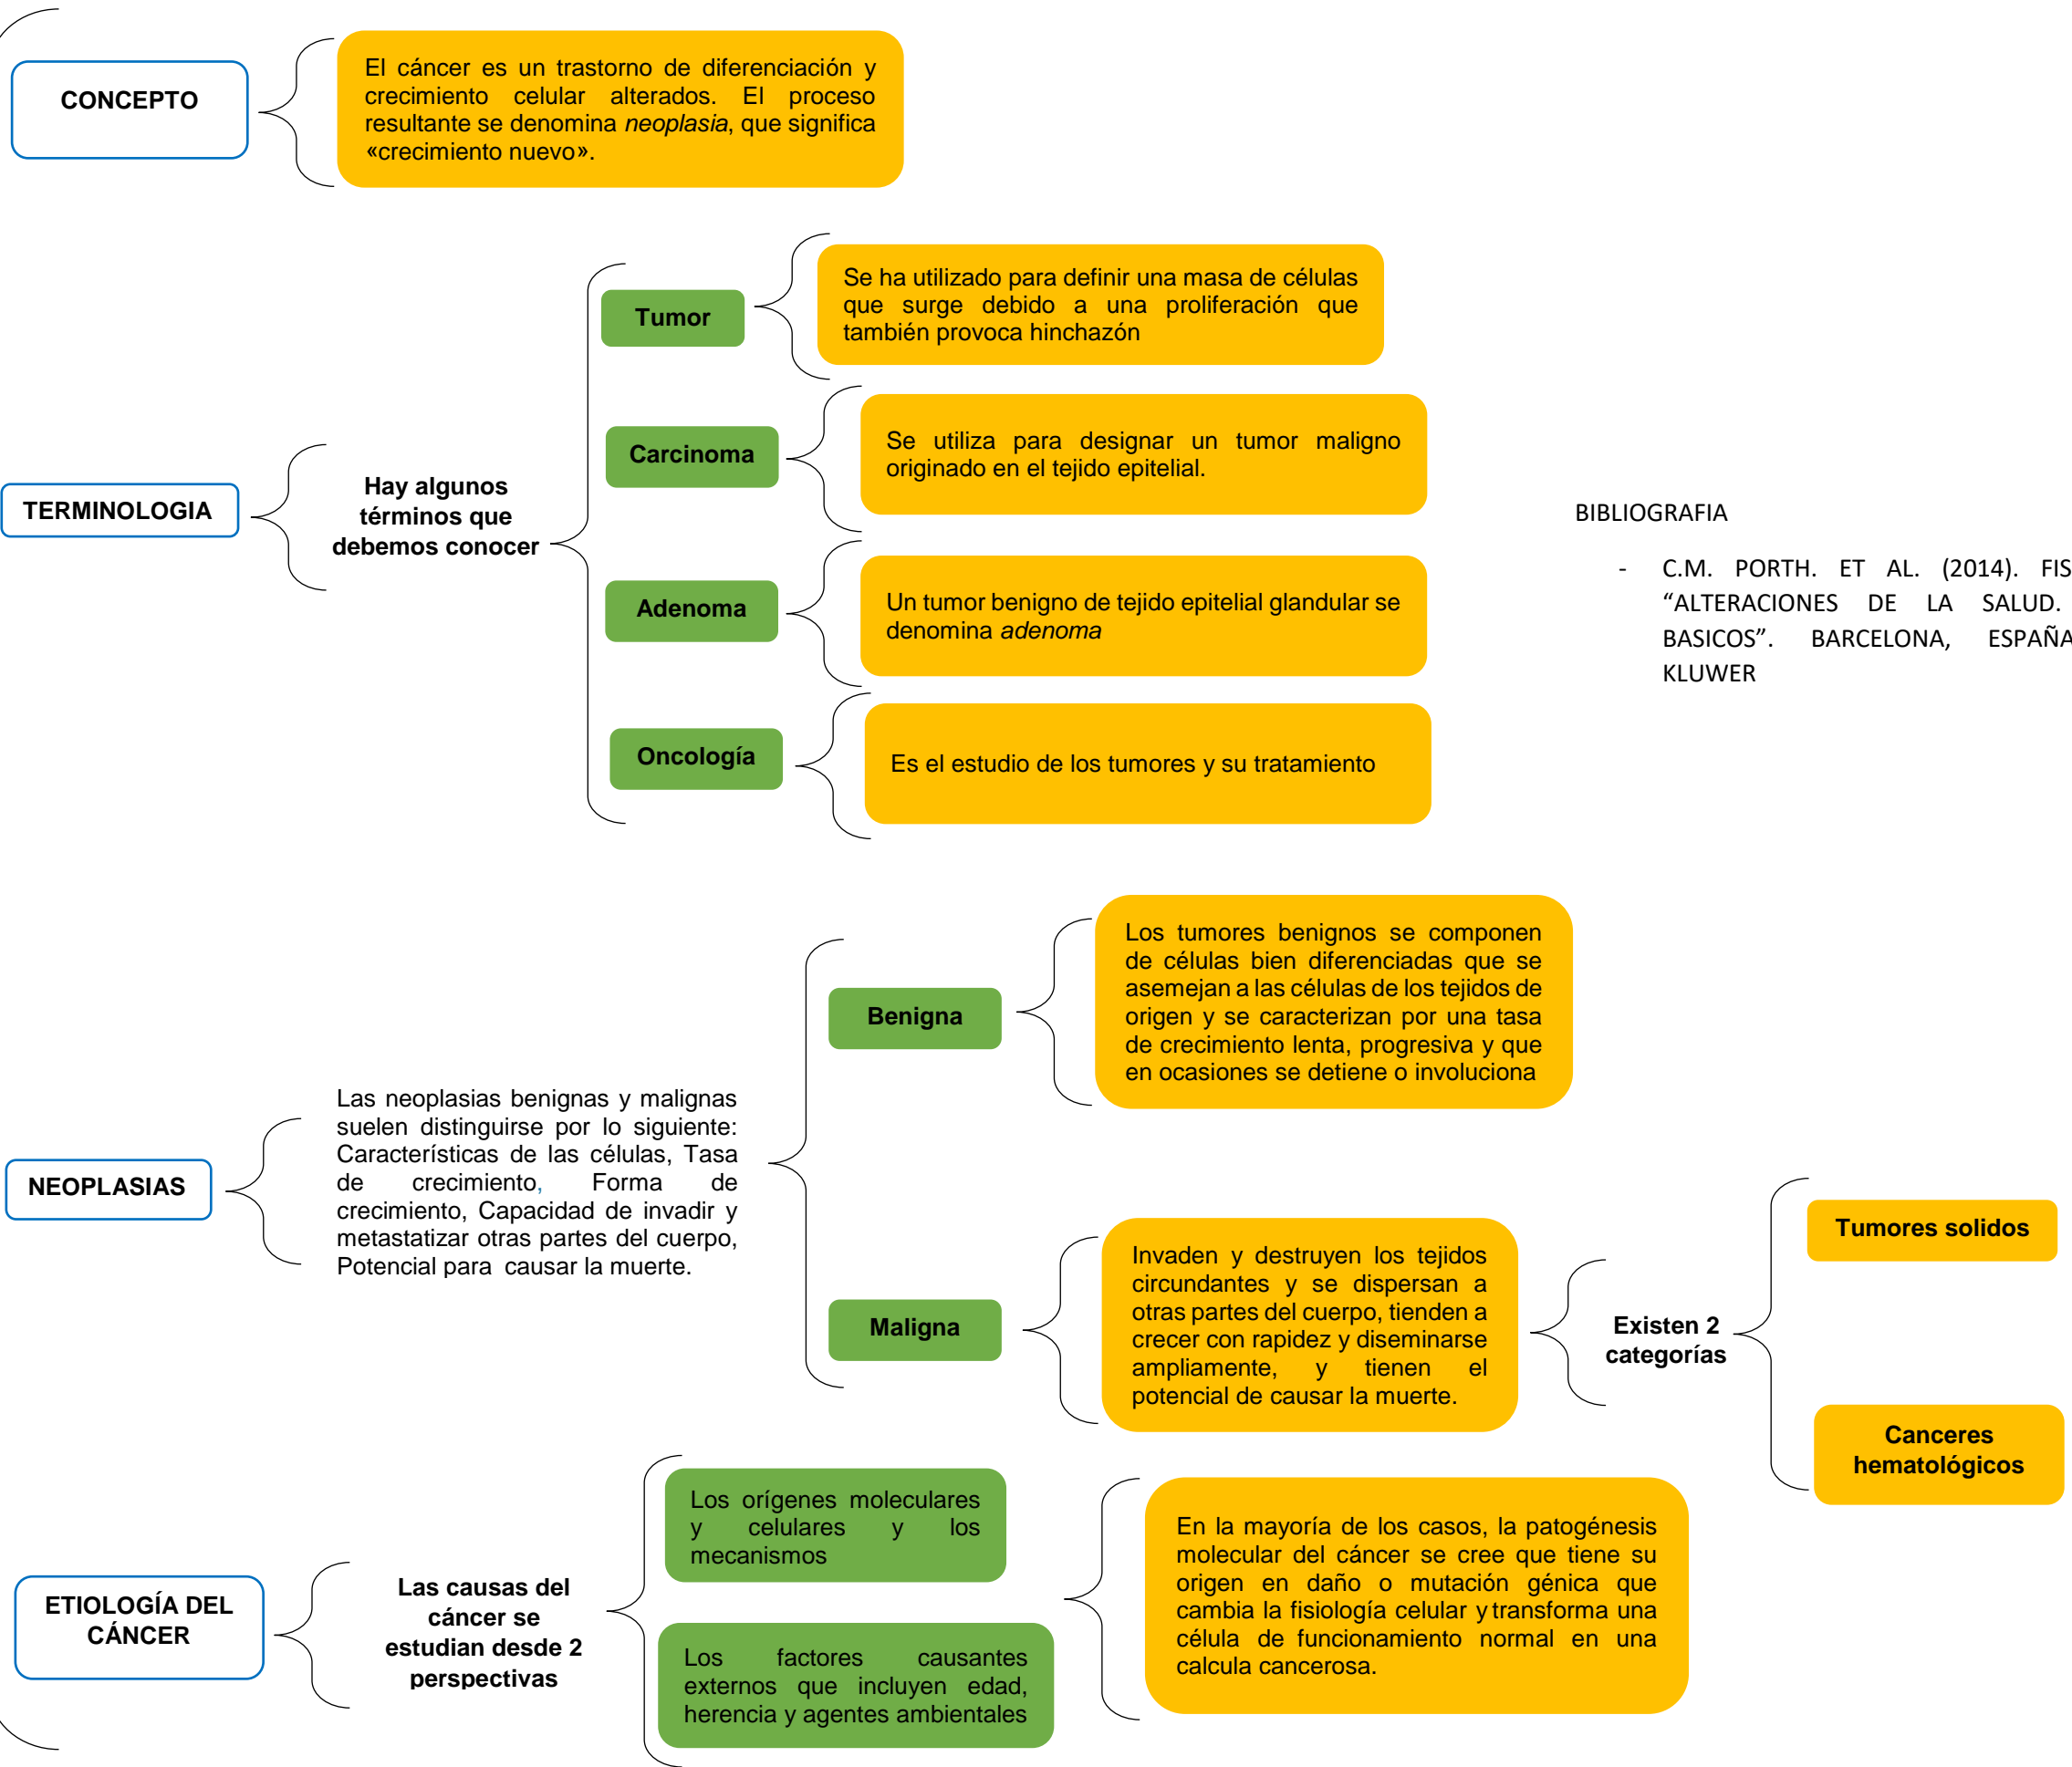 CONCEPTO
El cáncer es un trastorno de diferenciación y
crecimiento celular alterados. El proceso
resultante se denomina neoplasia, que significa
«crecimiento nuevo».
TERMINOLOGIA
Hay algunos
términos que
debemos conocer
Tumor
Se ha utilizado para definir una masa de células
que surge debido a una proliferación que
también provoca hinchazón
Carcinoma
Se utiliza para designar un tumor maligno
originado en el tejido epitelial.
Adenoma
Un tumor benigno de tejido epitelial glandular se
denomina adenoma
Oncología
Es el estudio de los tumores y su tratamiento
BIBLIOGRAFIA
- C.M. PORTH. ET AL. (2014). FIS
“ALTERACIONES DE LA SALUD.
BASICOS”. BARCELONA, ESPAÑA
KLUWER
NEOPLASIAS
Las neoplasias benignas y malignas
suelen distinguirse por lo siguiente:
Características de las células, Tasa
de crecimiento, Forma de
crecimiento, Capacidad de invadir y
metastatizar otras partes del cuerpo,
Potencial para causar la muerte.
Benigna
Los tumores benignos se componen
de células bien diferenciadas que se
asemejan a las células de los tejidos de
origen y se caracterizan por una tasa
de crecimiento lenta, progresiva y que
en ocasiones se detiene o involuciona
Maligna
Invaden y destruyen los tejidos
circundantes y se dispersan a
otras partes del cuerpo, tienden a
crecer con rapidez y diseminarse
ampliamente, y tienen el
potencial de causar la muerte.
Existen 2
categorías
Tumores solidos
Canceres
hematológicos
ETIOLOGÍA DEL
CÁNCER
Las causas del
cáncer se
estudian desde 2
perspectivas
Los orígenes moleculares
y celulares y los
mecanismos
Los factores causantes
externos que incluyen edad,
herencia y agentes ambientales
En la mayoría de los casos, la patogénesis
molecular del cáncer se cree que tiene su
origen en daño o mutación génica que
cambia la fisiología celular y transforma una
célula de funcionamiento normal en una
calcula cancerosa.